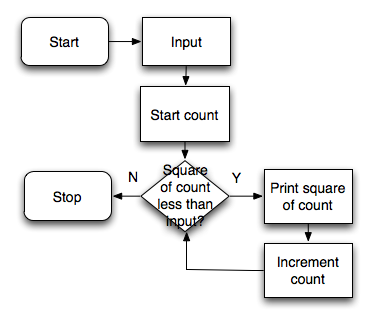 Start
Input
Start count
Square
of count
less than
input?
N
Y
Stop
Print square
of count
Increment
count